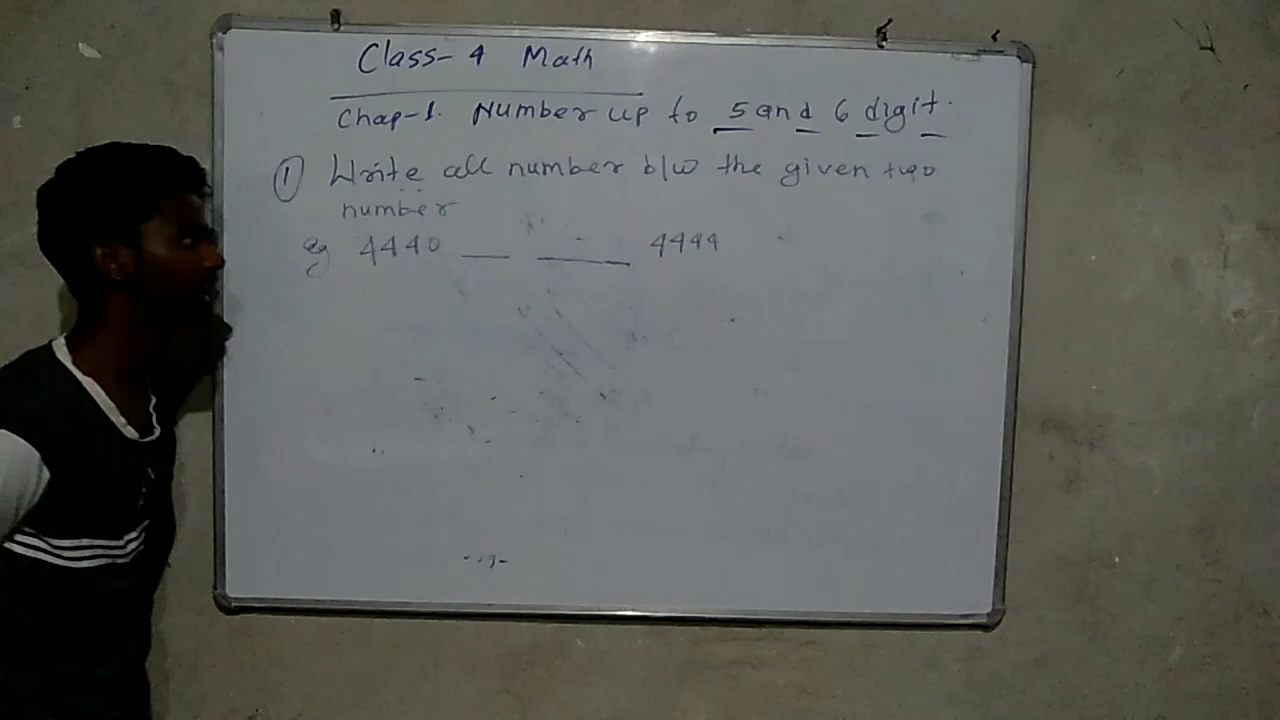 Class- 4 Math
Chap-1. Number up to 5 and 6 digit.
① Write all number b/w the given two
number
eg 4440 __ ____ 4444